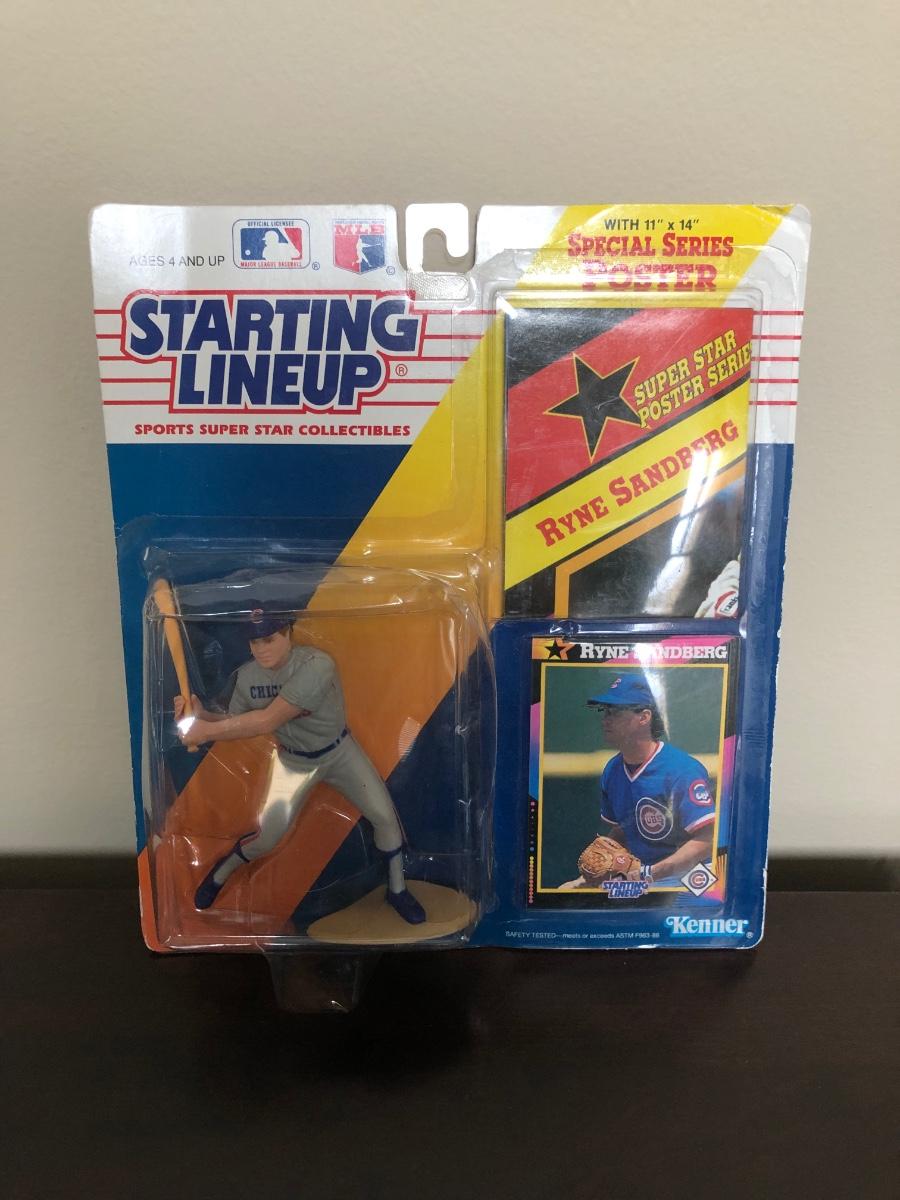 AGES 4 AND UP
OFFICIAL LICENSEE
MAJOR LEAGUE BASEBALL ®
MLB
©
STARTING
LINEUP ®
SPORTS SUPER STAR COLLECTIBLES
WITH 11" x 14"
SPECIAL SERIES
POSTER
SUPER STAR
POSTER SERIE
RYNE SANDBERG
CHIC
C
RYNE SANDBERG
C
CUBS
STARTING
LINEUP
Kenner ®
SAFETY TESTED—meets or exceeds ASTM F963-86